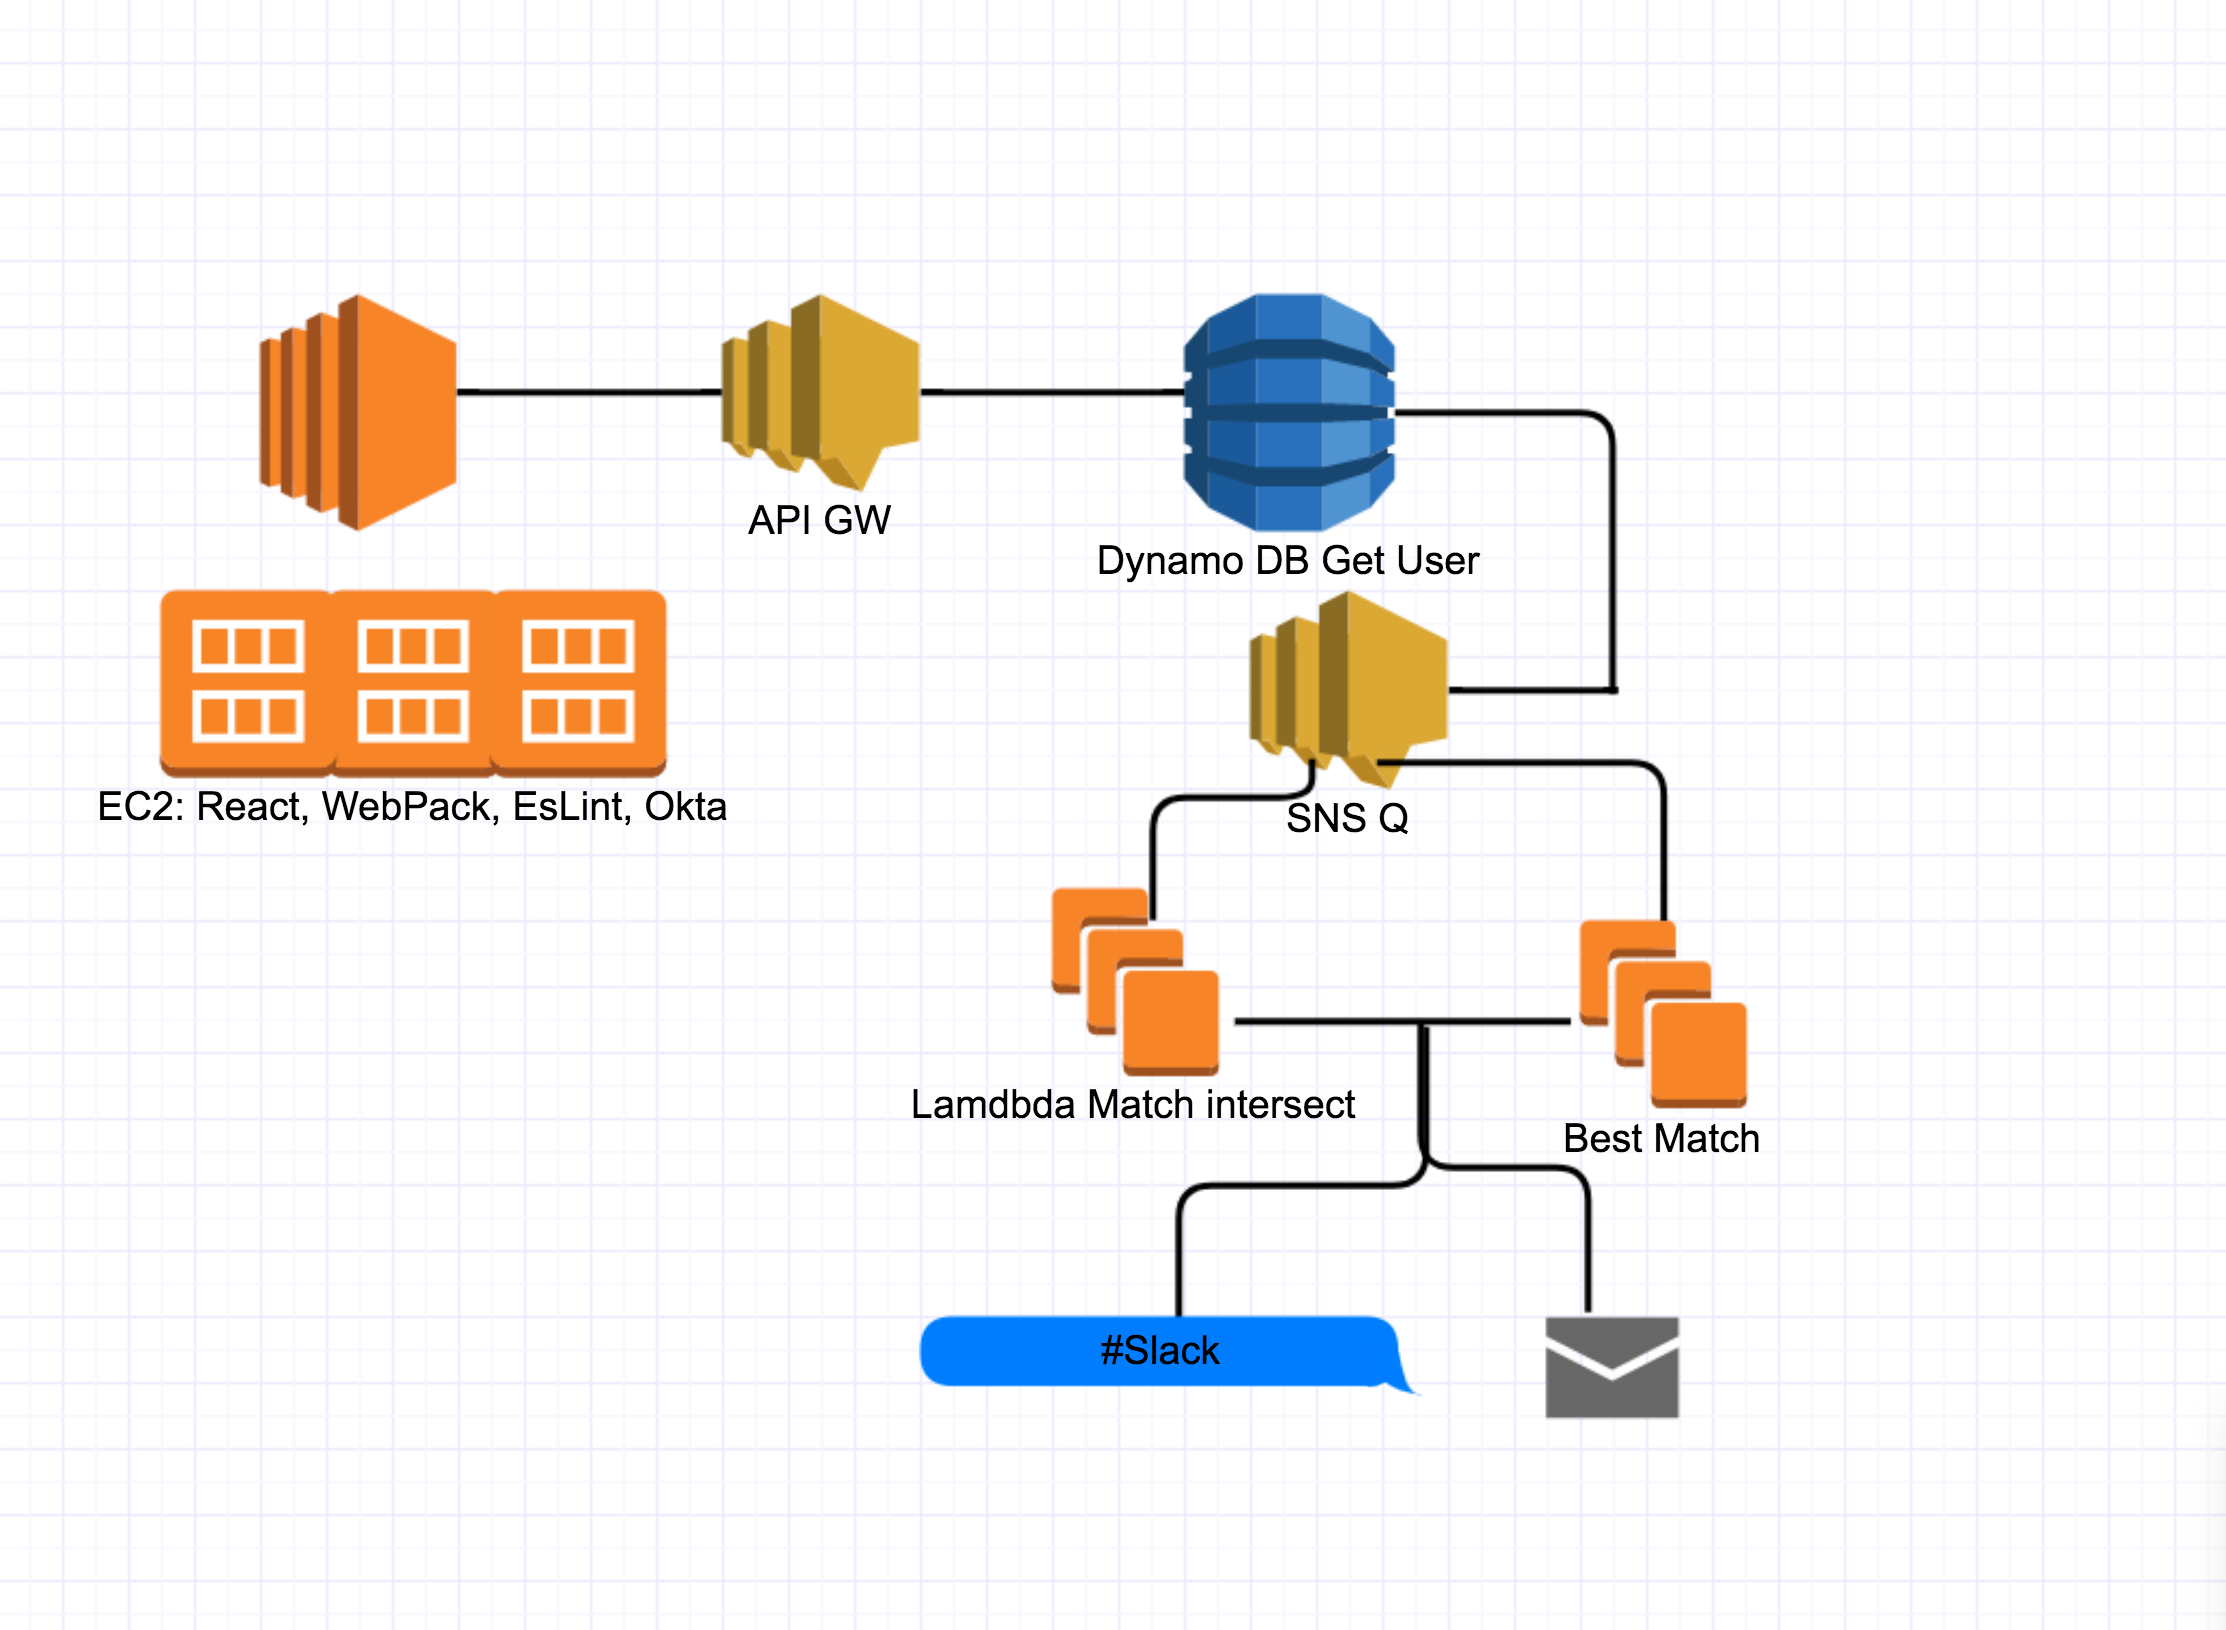 API GW
Dynamo DB Get User
EC2: React, WebPack, EsLint, Okta
SNS Q
Lamdbda Match intersect
Best Match
#Slack